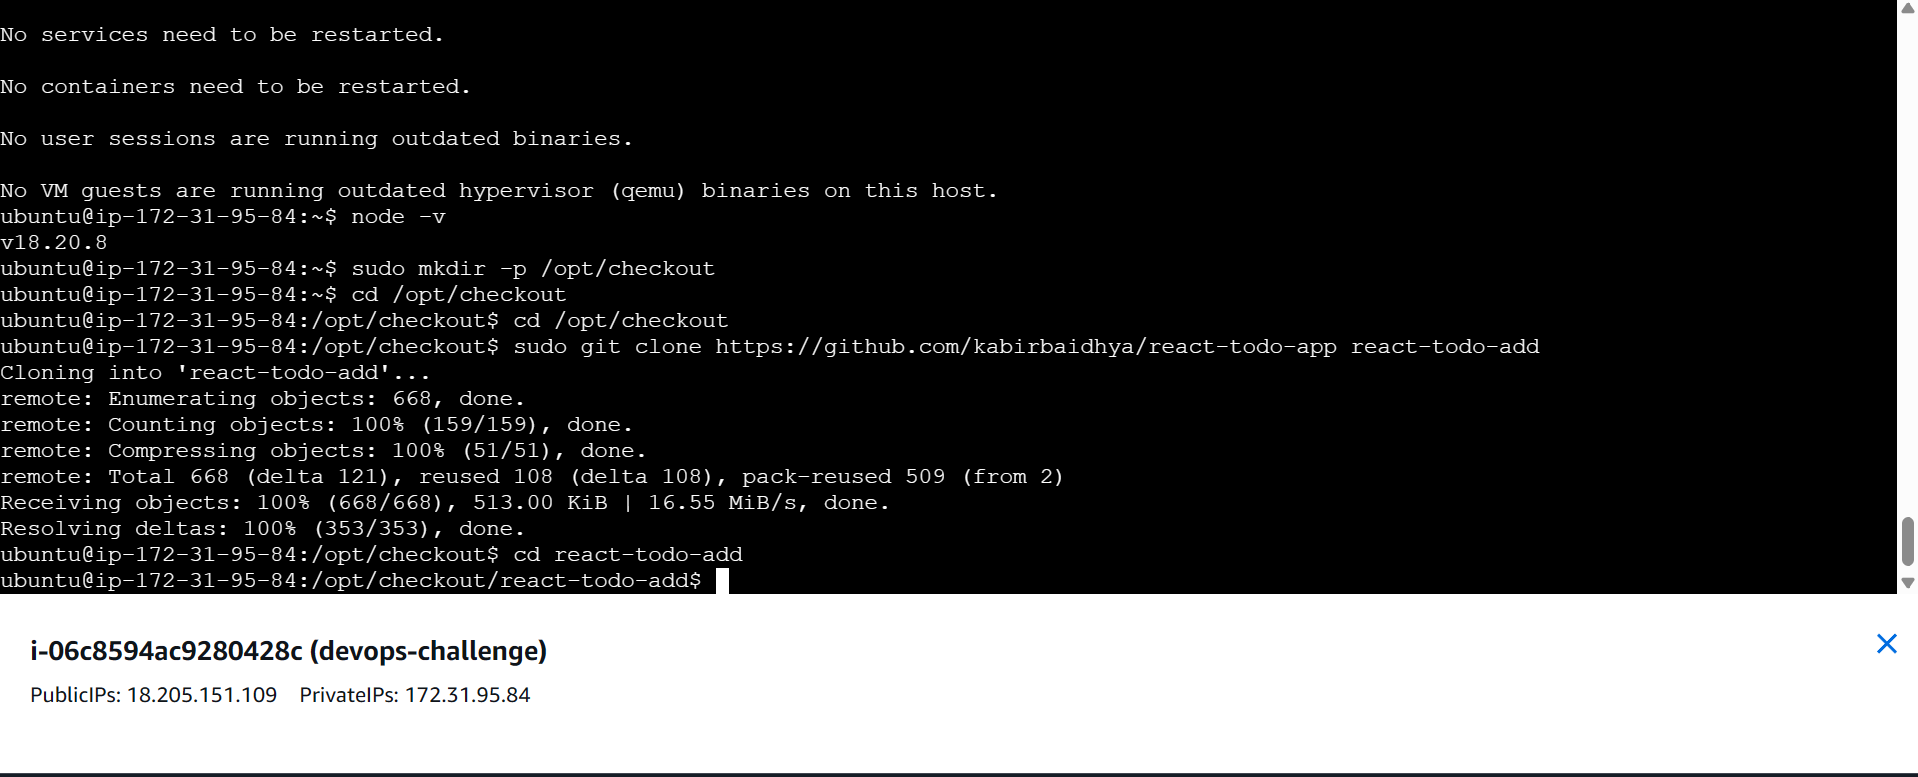 No services need to be restarted.
No containers need to be restarted.
No user sessions are running outdated binaries.
No VM guests are running outdated hypervisor (qemu) binaries on this host.
ubuntu@ip-172-31-95-84:~$ node -v
v18.20.8
ubuntu@ip-172-31-95-84:~$ sudo mkdir -p /opt/checkout
ubuntu@ip-172-31-95-84:~$ cd /opt/checkout
ubuntu@ip-172-31-95-84:/opt/checkout$ cd /opt/checkout
ubuntu@ip-172-31-95-84:/opt/checkout$ sudo git clone https://github.com/kabirbaidhya/react-todo-app react-todo-add
Cloning into 'react-todo-add'...
remote: Enumerating objects: 668, done.
remote: Counting objects: 100% (159/159), done.
remote: Compressing objects: 100% (51/51), done.
remote: Total 668 (delta 121), reused 108 (delta 108), pack-reused 509 (from 2)
Receiving objects: 100% (668/668), 513.00 KiB | 16.55 MiB/s, done.
Resolving deltas: 100% (353/353), done.
ubuntu@ip-172-31-95-84:/opt/checkout$ cd react-todo-add
ubuntu@ip-172-31-95-84:/opt/checkout/react-todo-add$
i-06c8594ac9280428c (devops-challenge)
PublicIPs: 18.205.151.109 PrivateIPs: 172.31.95.84